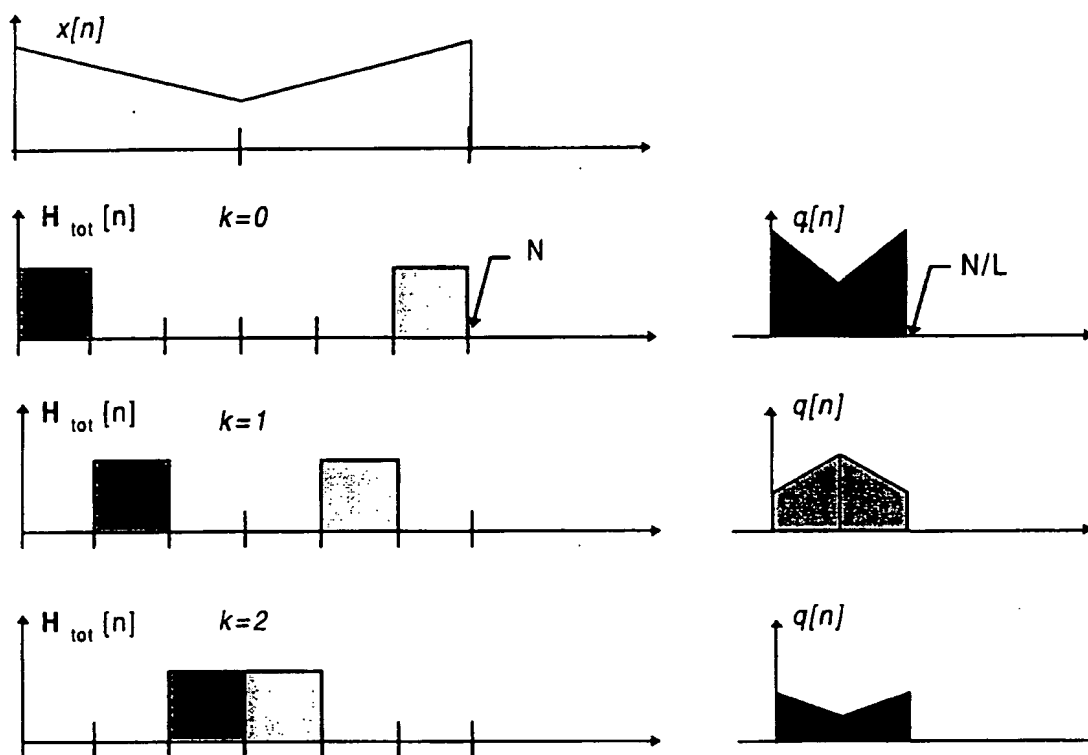 x[n]
H tot [n] k=0
N
q[n]
N/L
H tot [n] k=1
q[n]
H tot [n] k=2
q[n]